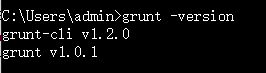 C:\Users\admin>grunt -version
grunt-cli v1.2.0
grunt v1.0.1